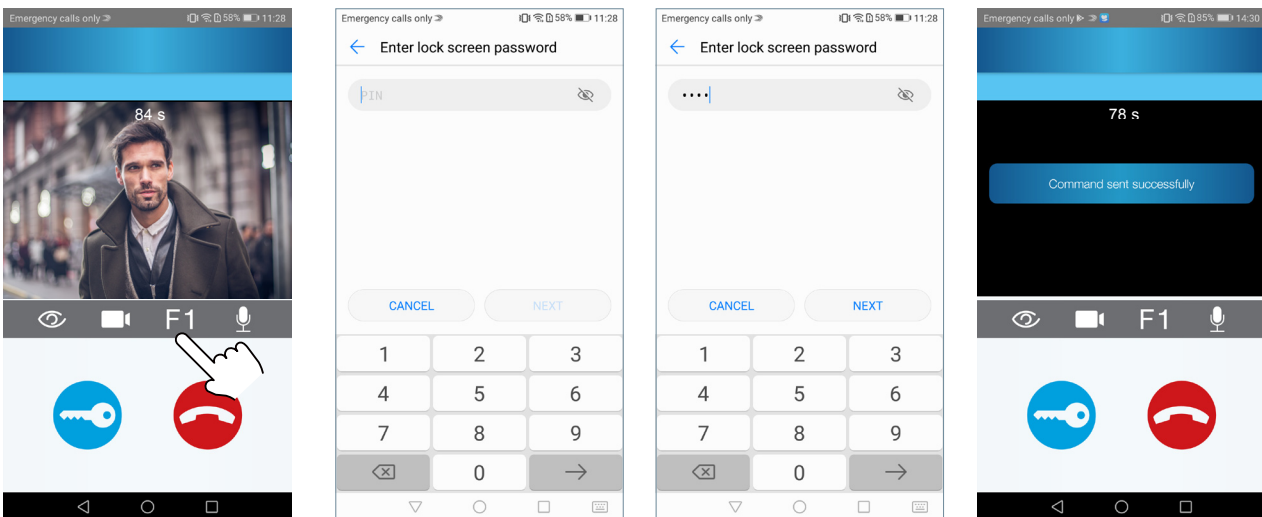 Emergency calls only 58% 11:28
84 s
F1
Emergency calls only 58% 11:28
Enter lock screen password
PIN
CANCEL NEXT
1 2 3
4 5 6
7 8 9
0
Emergency calls only 58% 11:28
Enter lock screen password
••••
CANCEL NEXT
1 2 3
4 5 6
7 8 9
0
Emergency calls only 85% 14:30
78 s
Command sent successfully
F1